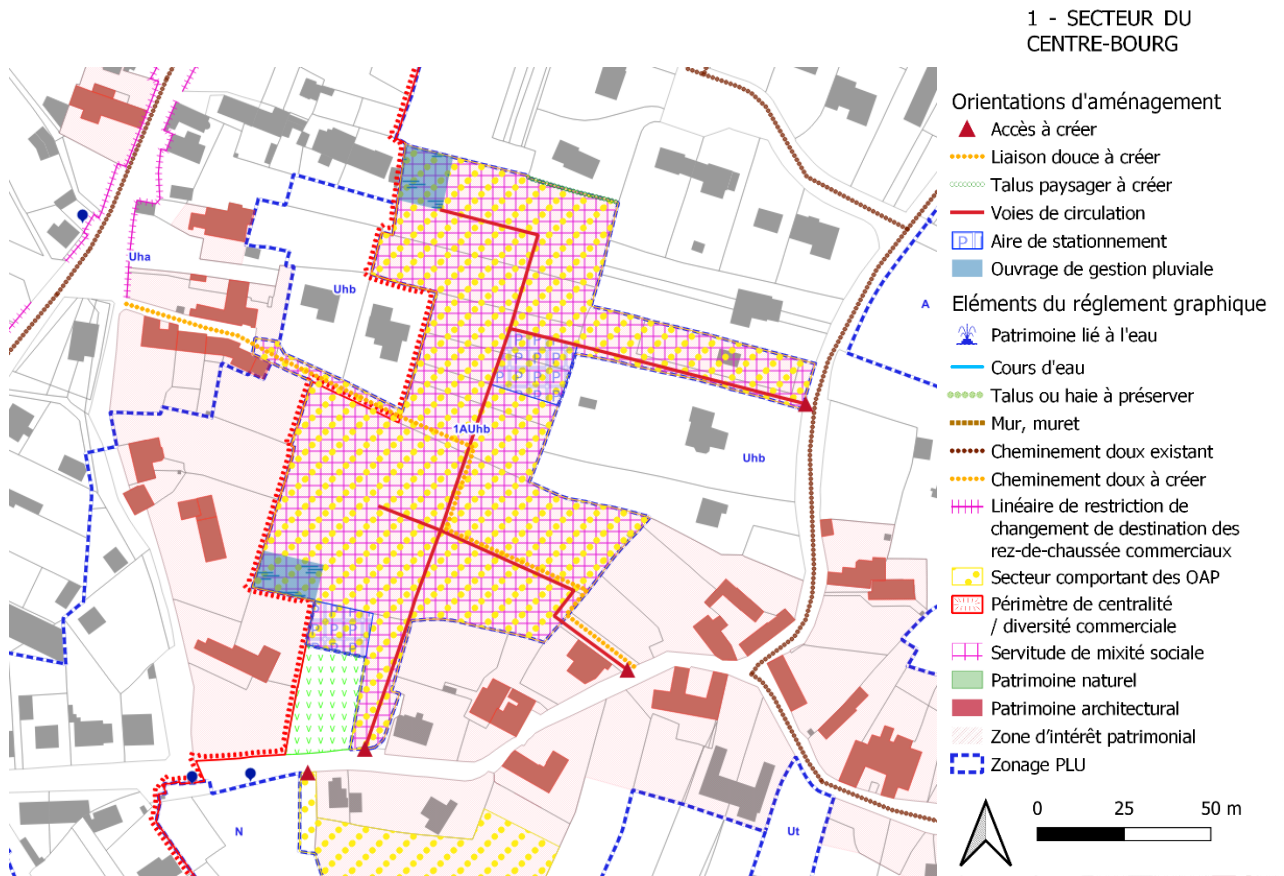 1 - SECTEUR DU
CENTRE-BOURG
Orientations d'aménagement
Accès à créer
Liaison douce à créer
Talus paysager à créer
Voies de circulation
P Aire de stationnement
Ouvrage de gestion pluviale
Eléments du réglement graphique
Patrimoine lié à l'eau
Cours d'eau
Talus ou haie à préserver
Mur, muret
Cheminement doux existant
Cheminement doux à créer
Linéaire de restriction de
changement de destination des
rez-de-chaussée commerciaux
Secteur comportant des OAP
Périmètre de centralité
/ diversité commerciale
Servitude de mixité sociale
Patrimoine naturel
Patrimoine architectural
Zone d'intérêt patrimonial
Zonage PLU
0 25 50 m
Uha
Uhb
A
1AUhb
Uhb
N
Ut